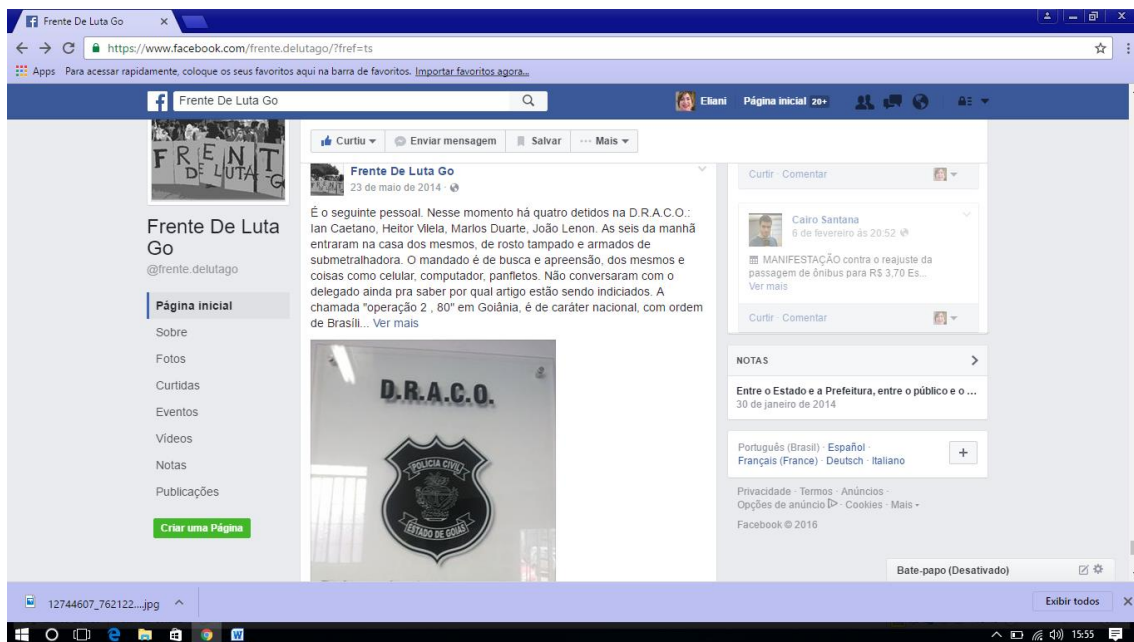 Frente De Luta Go
https://www.facebook.com/frente.delutago/?fref=ts
Apps Para acessar rapidamente, coloque os seus favoritos aqui na barra de favoritos. Importar favoritos agora...
Frente De Luta Go
Eliani Página inicial 20+
FRENT
DE LUTA -G
Curtiu Enviar mensagem Salvar ··· Mais
Frente De Luta Go
@frente.delutago
Página inicial
Sobre
Fotos
Curtidas
Eventos
Vídeos
Notas
Publicações
Criar uma Página
Frente De Luta Go
23 de maio de 2014 ·
É o seguinte pessoal. Nesse momento há quatro detidos na D.R.A.C.O.:
Ian Caetano, Heitor Vilela, Marlos Duarte, João Lenon. As seis da manhã
entraram na casa dos mesmos, de rosto tampado e armados de
submetralhadora. O mandado é de busca e apreensão, dos mesmos e
coisas como celular, computador, panfletos. Não conversaram com o
delegado ainda pra saber por qual artigo estão sendo indiciados. A
chamada "operação 2 , 80" em Goiânia, é de caráter nacional, com ordem
de Brasíli... Ver mais
D.R.A.C.O.
POLÍCIA CIVIL
ESTADO DE GOIÁS
Curtir · Comentar
Cairo Santana
6 de fevereiro às 20:52
MANIFESTAÇÃO contra o reajuste da
passagem de ônibus para R$ 3,70 Es...
Ver mais
Curtir · Comentar
NOTAS
Entre o Estado e a Prefeitura, entre o público e o ...
30 de janeiro de 2014
Português (Brasil) · Español ·
Français (France) · Deutsch · Italiano
Privacidade · Termos · Anúncios ·
Opções de anúncio · Cookies · Mais
Facebook © 2016
Bate-papo (Desativado)
12744607_762122....jpg
Exibir todos
15:55